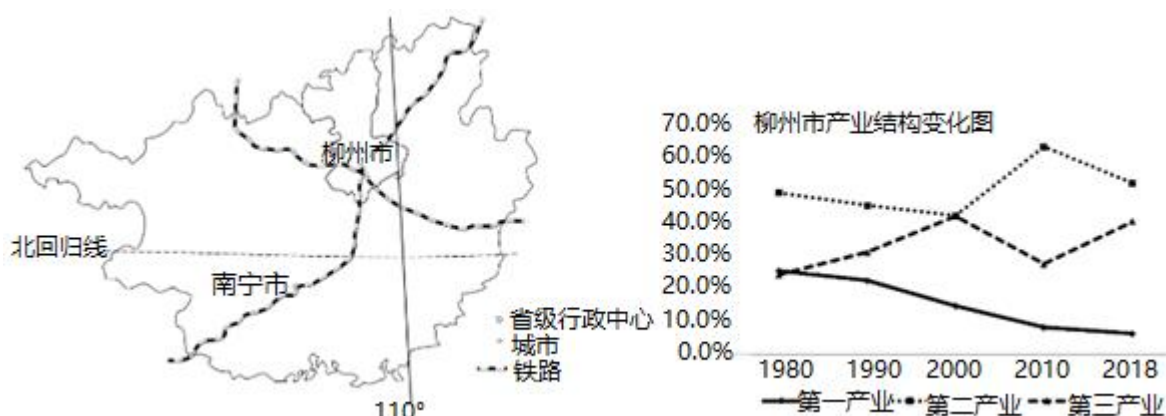 柳州市
北回归线
南宁市
省级行政中心
城市
铁路
110°
柳州市产业结构变化图
70.0%
60.0%
50.0%
40.0%
30.0%
20.0%
10.0%
0.0%
1980 1990 2000 2010 2018
第一产业 第二产业 第三产业